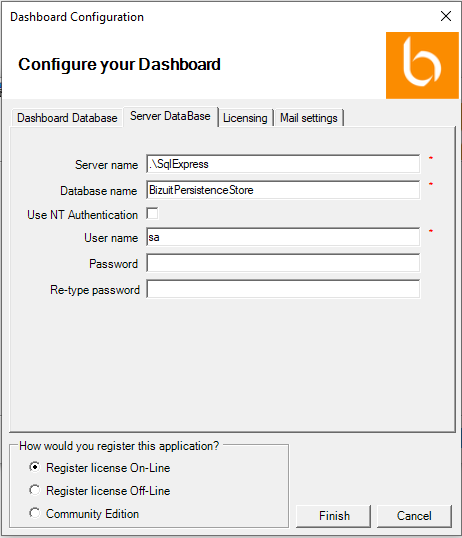 Dashboard Configuration
Configure your Dashboard
Dashboard Database Server DataBase Licensing Mail settings
Server name .\SqlExpress *
Database name BizuitPersistenceStore *
Use NT Authentication
User name sa *
Password
Re-type password
How would you register this application?
Register license On-Line
Register license Off-Line
Community Edition
Finish Cancel